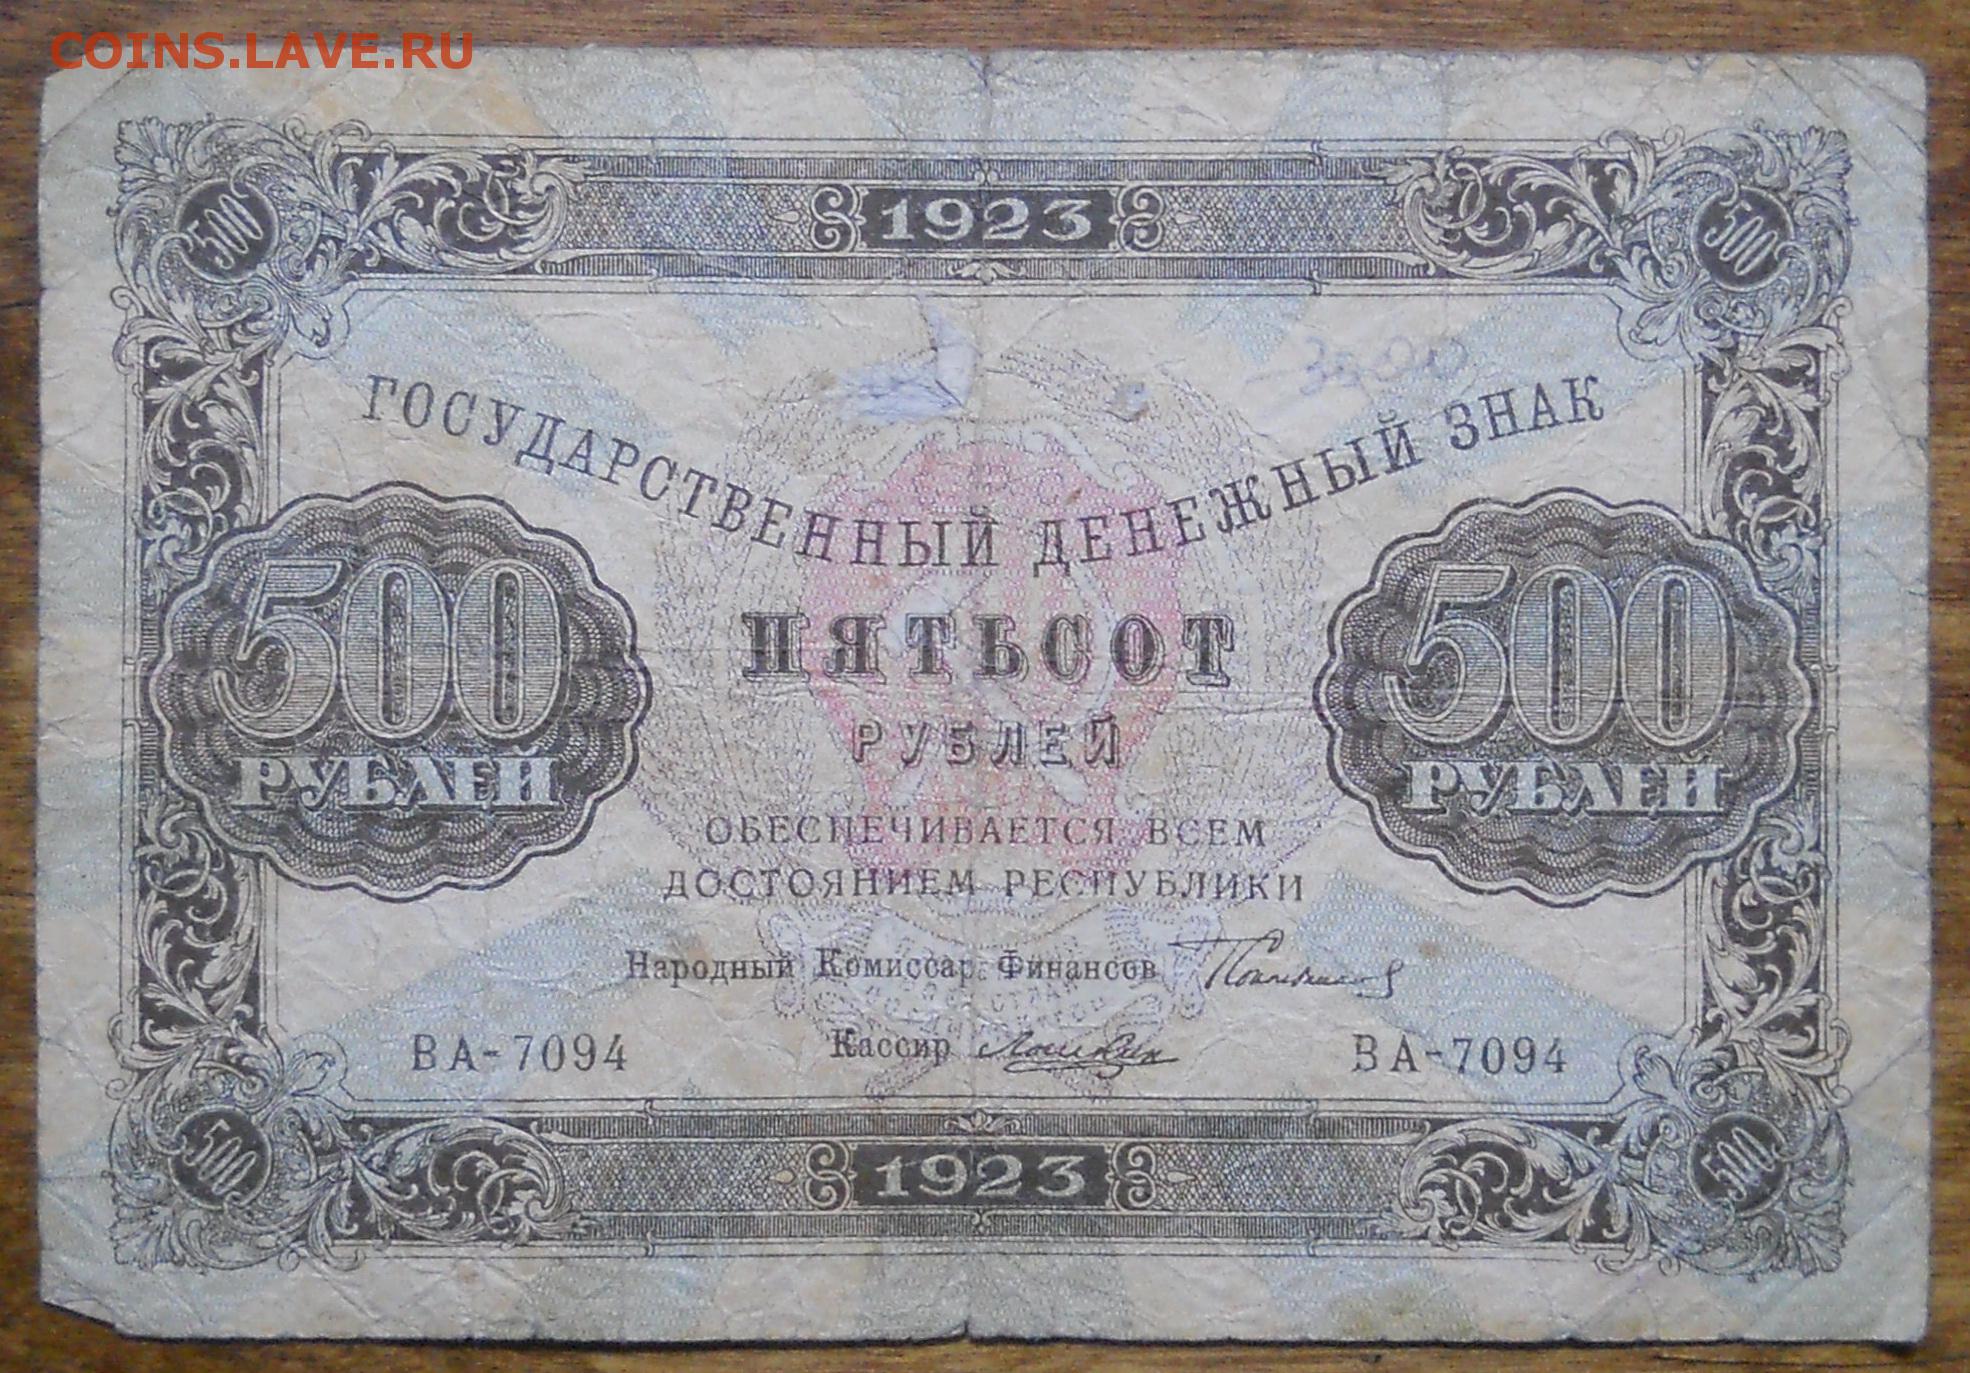 COINS.LAVE.RU
500 1923 500
ГОСУДАРСТВЕННЫЙ ДЕНЕЖНЫЙ ЗНАК
500 РУБЛЕЙ
ПЯТЬСОТ
РУБЛЕЙ
500 РУБЛЕЙ
ОБЕСПЕЧИВАЕТСЯ ВСЕМ
ДОСТОЯНИЕМ РЕСПУБЛИКИ
Народный Комиссар Финансов
Кассир
ВА-7094 ВА-7094
500 1923 500